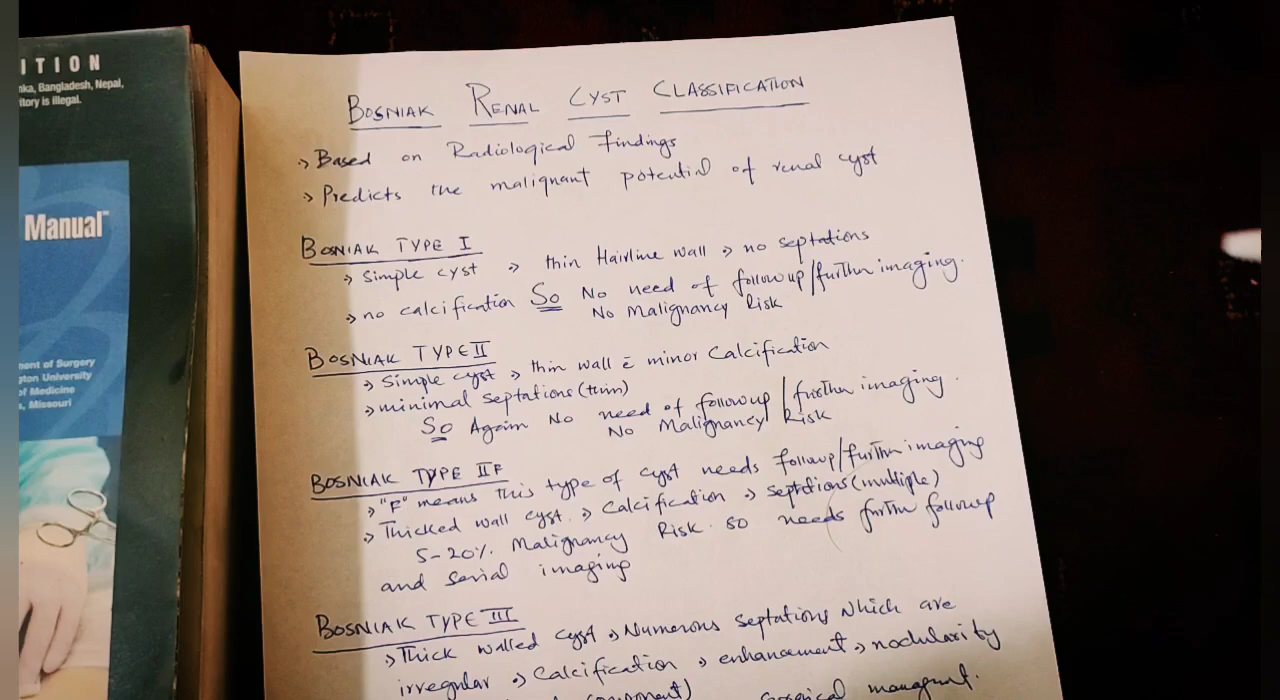 ITION
nka, Bangladesh, Nepal,
itory is illegal.
Manual™
ment of Surgery
gton University
of Medicine
s, Missouri
BOSNIAK RENAL CYST CLASSIFICATION
→ Based on Radiological Findings
→ Predicts the malignant potential of renal cyst
BOSNIAK TYPE I
→ Simple cyst → thin Hairline wall → no septations
→ no calcification So No need of followup/further imaging.
No Malignancy Risk
BOSNIAK TYPE II
→ Simple cyst → thin wall c̄ minor Calcification
→ minimal septations (thin)
So Again No need of followup/further imaging.
No Malignancy Risk
BOSNIAK TYPE IIF
→ "F" means this type of cyst needs followup/further imaging
→ Thicked wall cyst. → Calcification → septations (multiple)
5-20%. Malignancy Risk. so needs further followup
and serial imaging
BOSNIAK TYPE III
→ Thick walled cyst → Numerous septations which are
irregular → Calcification → enhancement → nodularity
component)